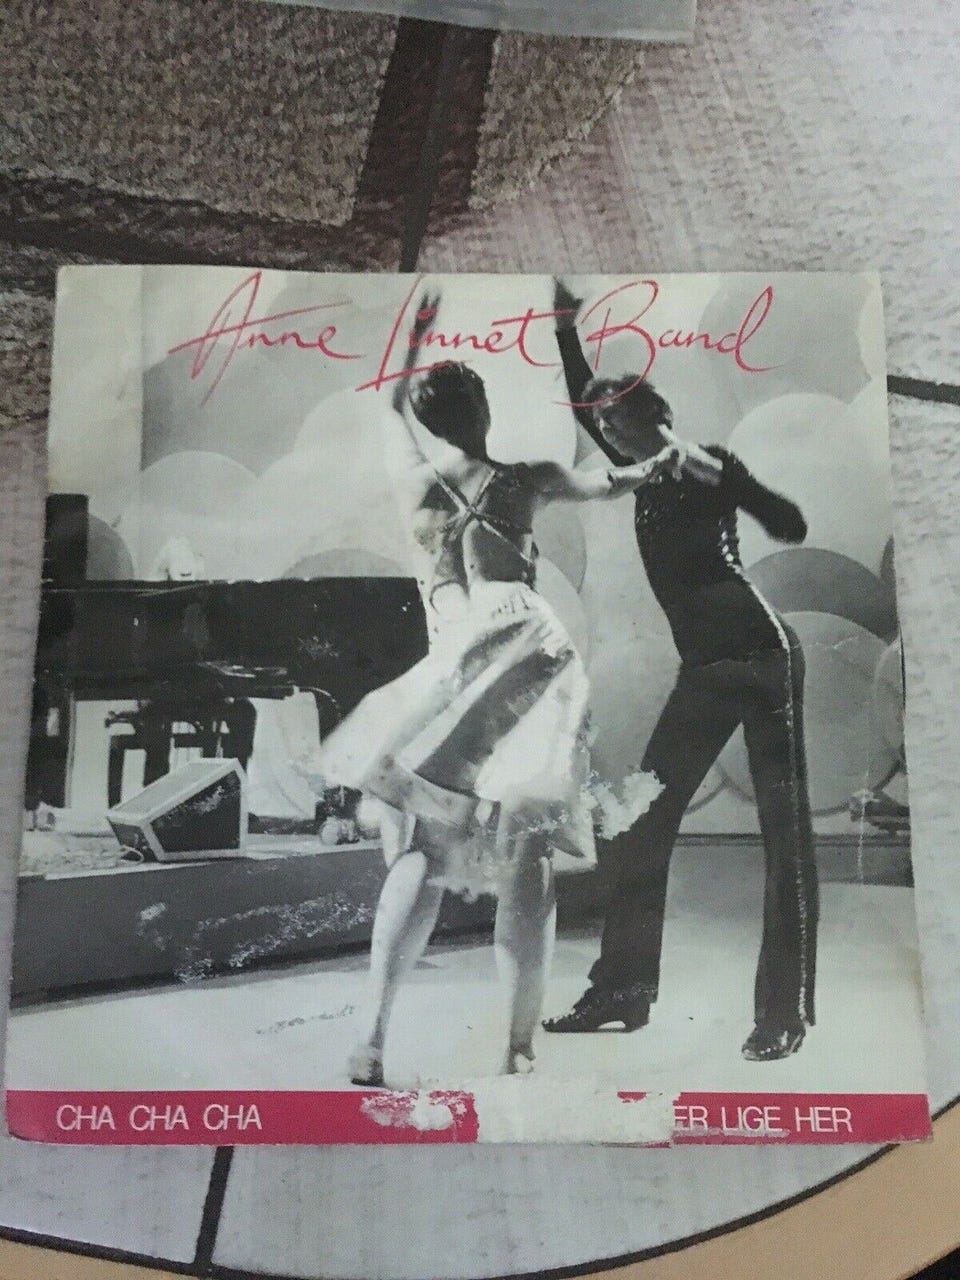 Anne Linnet Band
CHA CHA CHA
ER LIGE HER